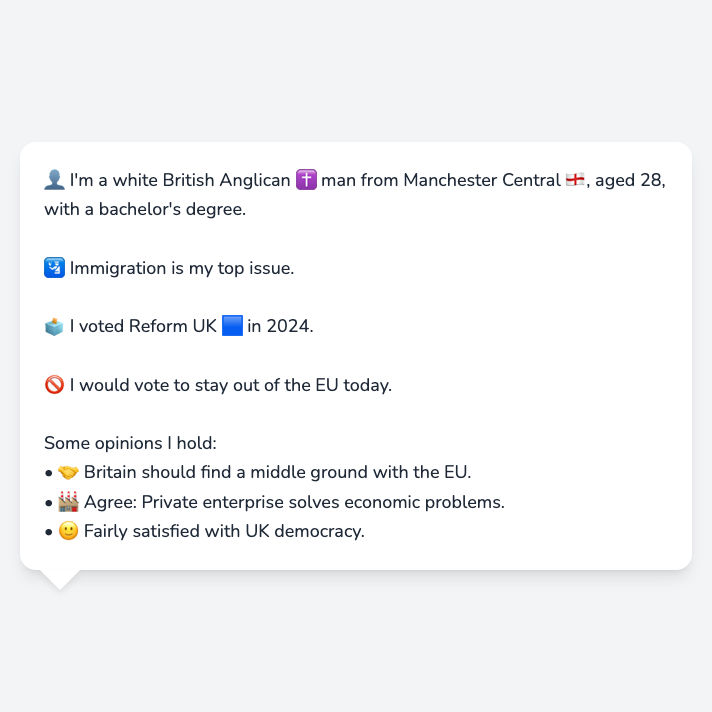 👤 I'm a white British Anglican ✝️ man from Manchester Central 🏴󠁧󠁢󠁥󠁮󠁧󠁿, aged 28,
with a bachelor's degree.
🛂 Immigration is my top issue.
🗳️ I voted Reform UK 🟦 in 2024.
🚫 I would vote to stay out of the EU today.
Some opinions I hold:
• 🤝 Britain should find a middle ground with the EU.
• 🏭 Agree: Private enterprise solves economic problems.
• 🙂 Fairly satisfied with UK democracy.